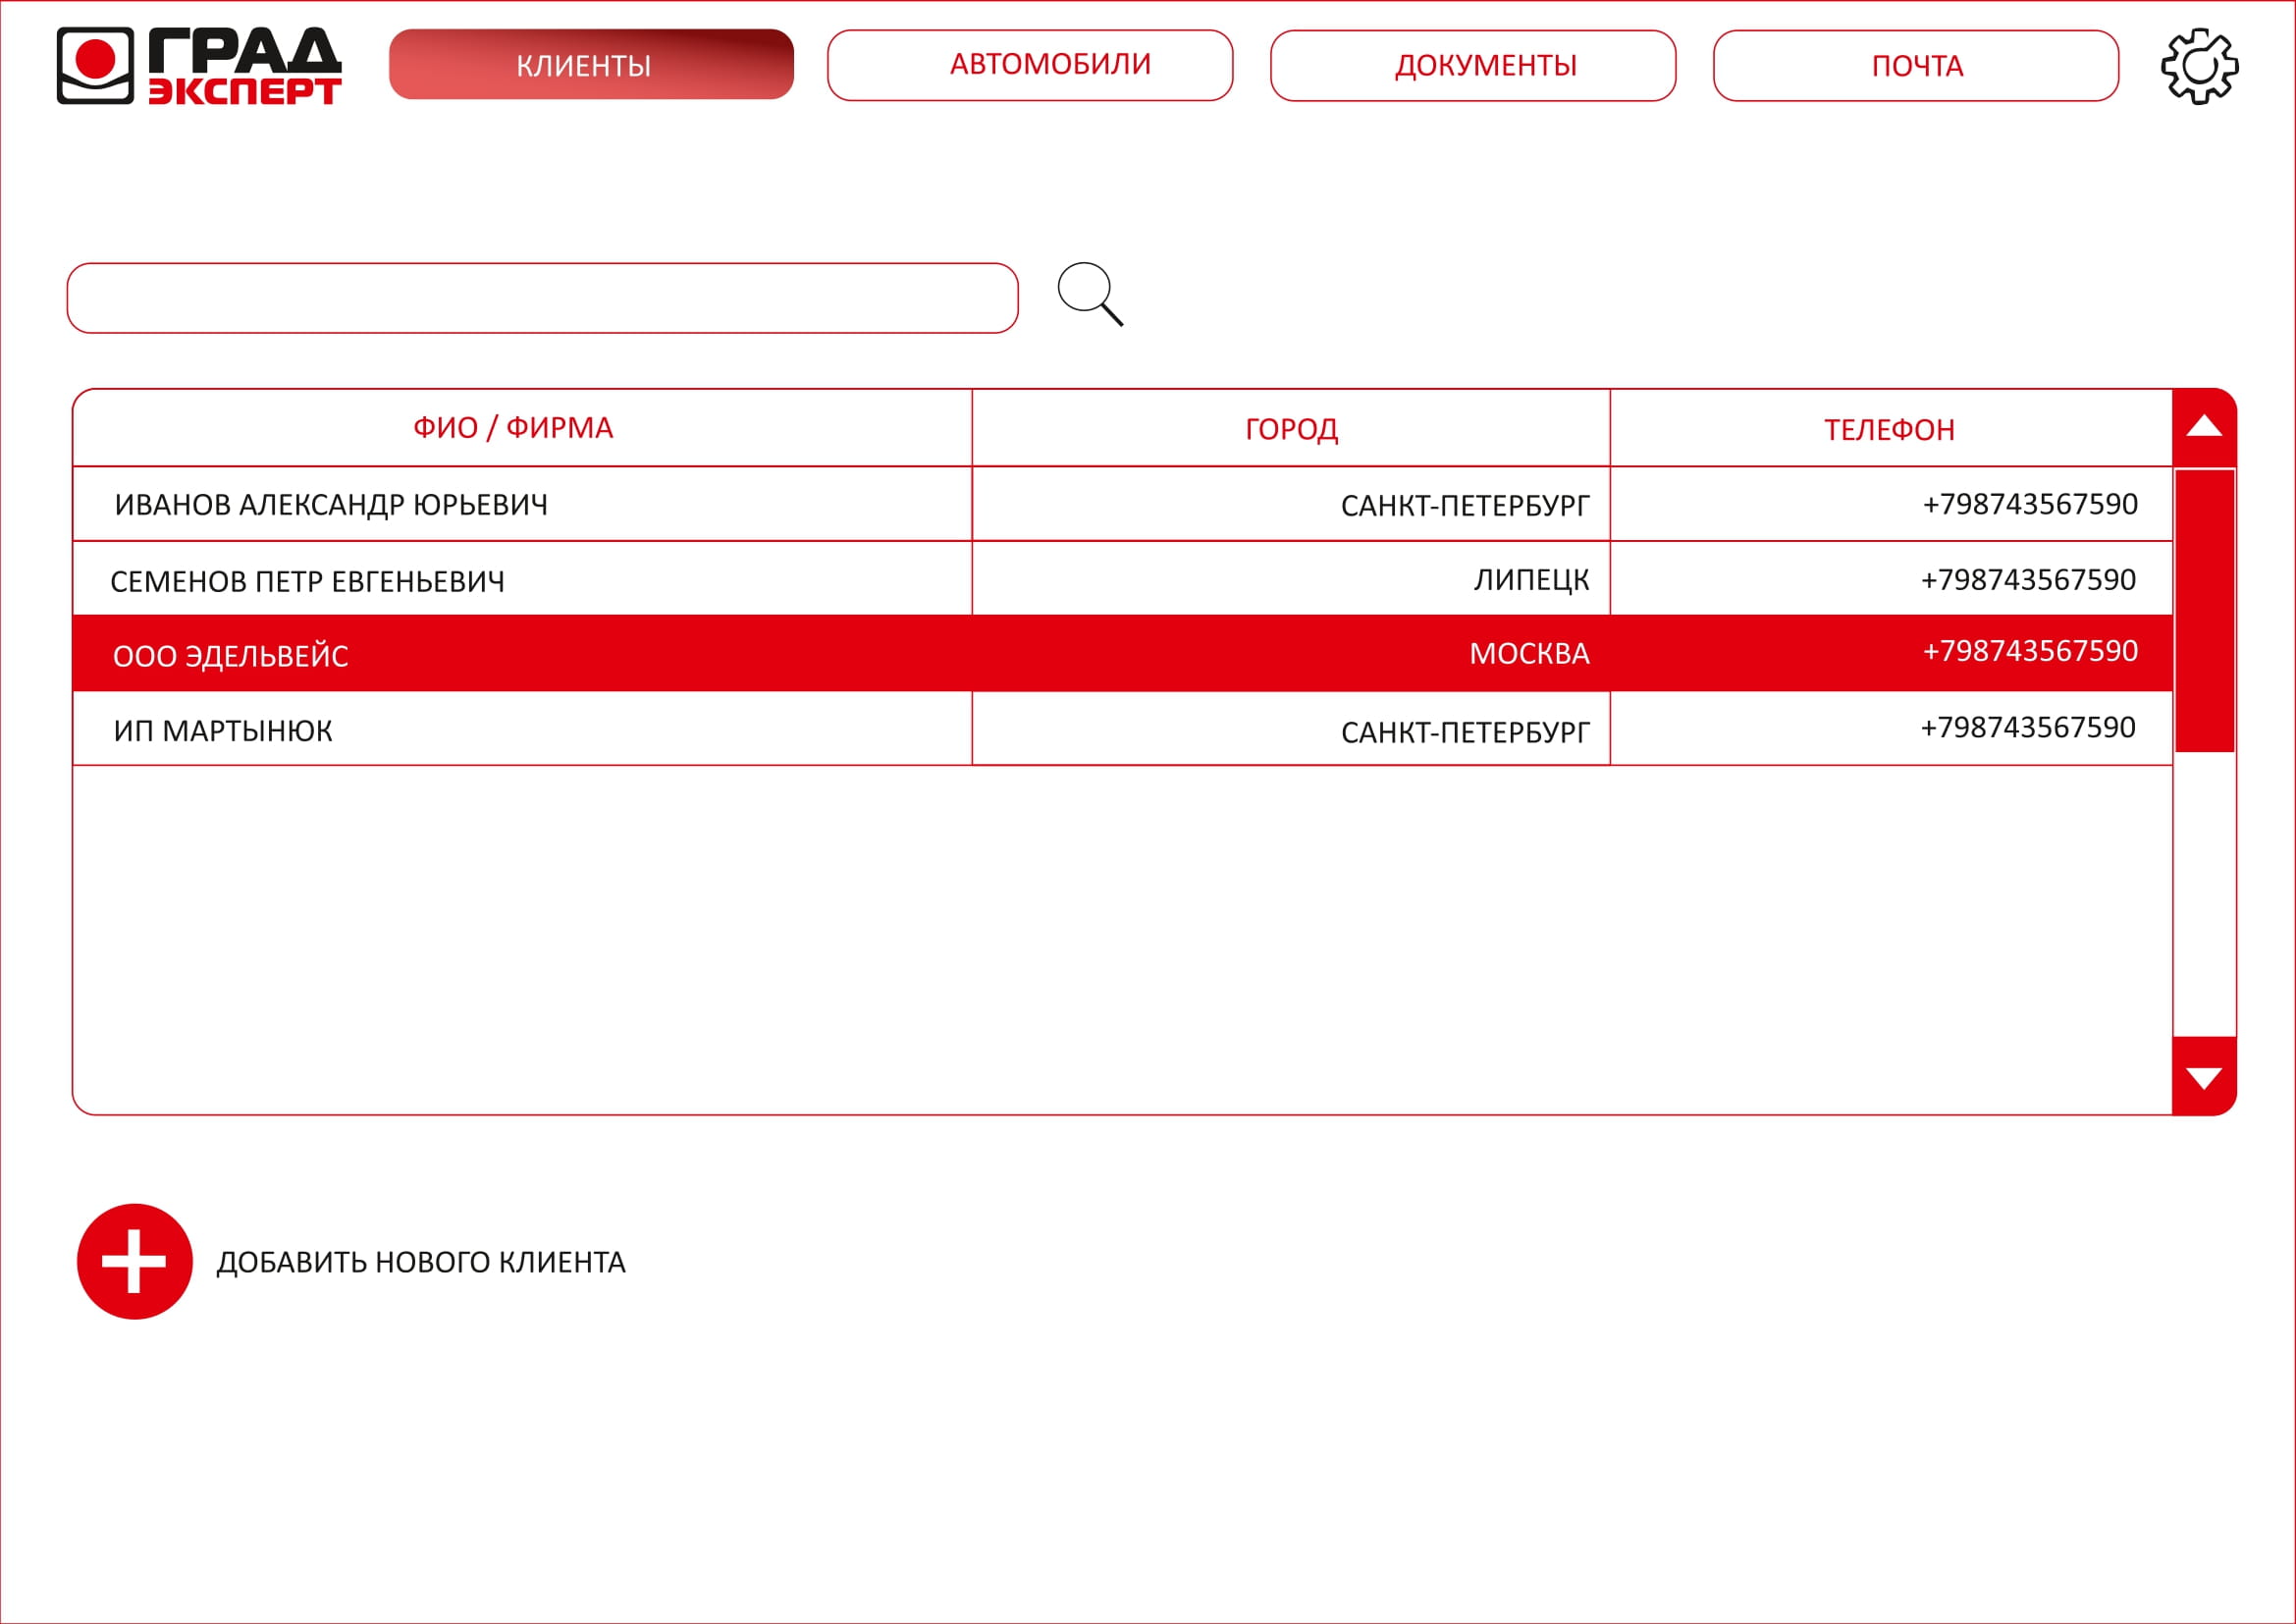 ГРАД
ЭКСПЕРТ
КЛИЕНТЫ
АВТОМОБИЛИ
ДОКУМЕНТЫ
ПОЧТА
ФИО / ФИРМА ГОРОД ТЕЛЕФОН
ИВАНОВ АЛЕКСАНДР ЮРЬЕВИЧ САНКТ-ПЕТЕРБУРГ +798743567590
СЕМЕНОВ ПЕТР ЕВГЕНЬЕВИЧ ЛИПЕЦК +798743567590
ООО ЭДЕЛЬВЕЙС МОСКВА +798743567590
ИП МАРТЫНЮК САНКТ-ПЕТЕРБУРГ +798743567590
ДОБАВИТЬ НОВОГО КЛИЕНТА